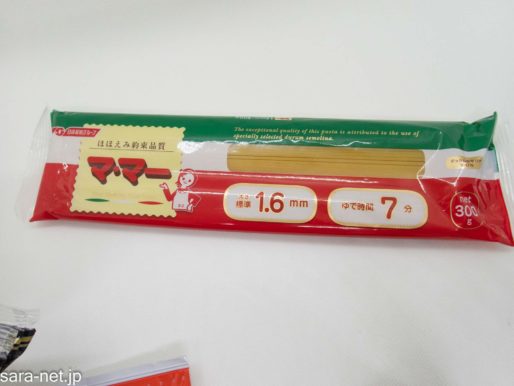 日清製粉グループ
ほほえみ約束品質
マ・マー
The exceptional quality of this pasta is attributed to the use of
specially selected durum semolina.
太さ
標準
1.6mm
ゆで時間 7分
net
300
g
sara-net.jp